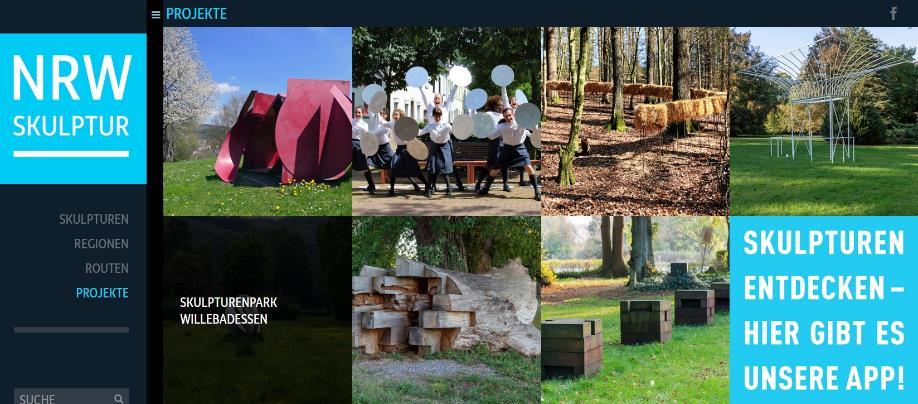 PROJEKTE
NRW
SKULPTUR
SKULPTUREN
REGIONEN
ROUTEN
PROJEKTE
SUCHE
SKULPTURENPARK
WILLEBADESSEN
SKULPTUREN
ENTDECKEN –
HIER GIBT ES
UNSERE APP!